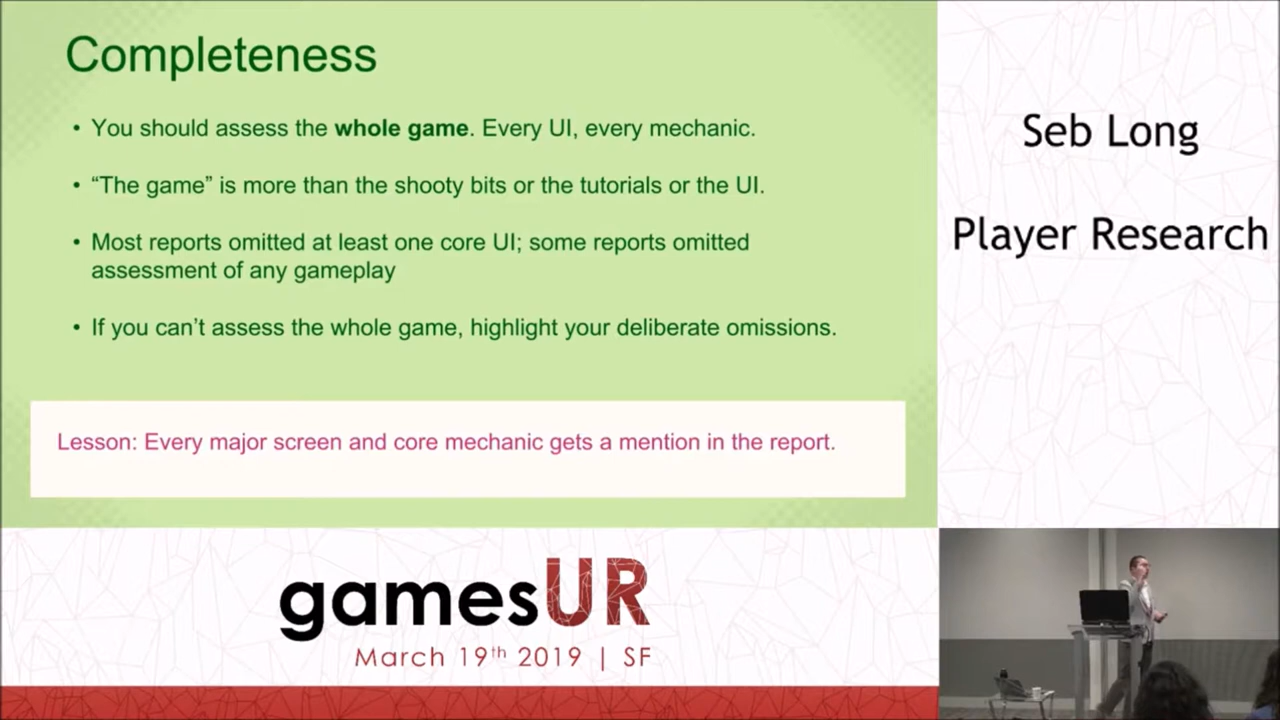 Completeness
• You should assess the whole game. Every UI, every mechanic.
• “The game” is more than the shooty bits or the tutorials or the UI.
• Most reports omitted at least one core UI; some reports omitted
assessment of any gameplay
• If you can’t assess the whole game, highlight your deliberate omissions.
Lesson: Every major screen and core mechanic gets a mention in the report.
Seb Long
Player Research
gamesUR
March 19th 2019 | SF